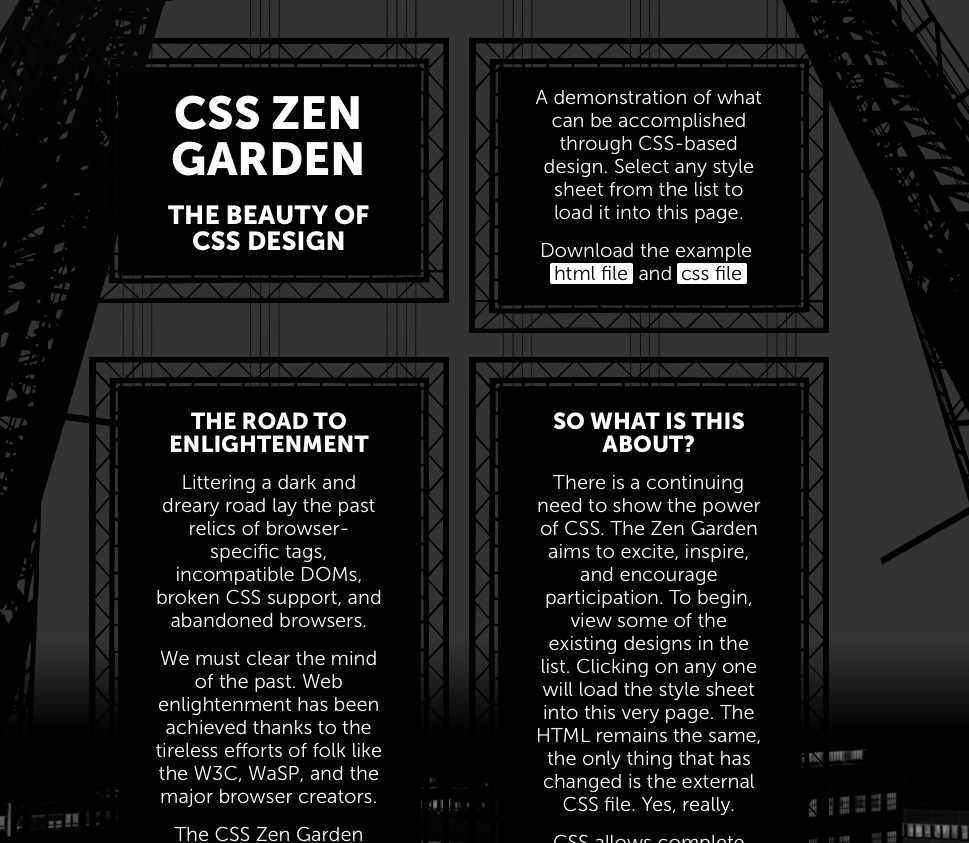 CSS ZEN
GARDEN
THE BEAUTY OF
CSS DESIGN
A demonstration of what
can be accomplished
through CSS-based
design. Select any style
sheet from the list to
load it into this page.
Download the example
html file and css file
THE ROAD TO
ENLIGHTENMENT
Littering a dark and
dreary road lay the past
relics of browser-
specific tags,
incompatible DOMs,
broken CSS support, and
abandoned browsers.
We must clear the mind
of the past. Web
enlightenment has been
achieved thanks to the
tireless efforts of folk like
the W3C, WaSP, and the
major browser creators.
The CSS Zen Garden
SO WHAT IS THIS
ABOUT?
There is a continuing
need to show the power
of CSS. The Zen Garden
aims to excite, inspire,
and encourage
participation. To begin,
view some of the
existing designs in the
list. Clicking on any one
will load the style sheet
into this very page. The
HTML remains the same,
the only thing that has
changed is the external
CSS file. Yes, really.
CSS allows complete